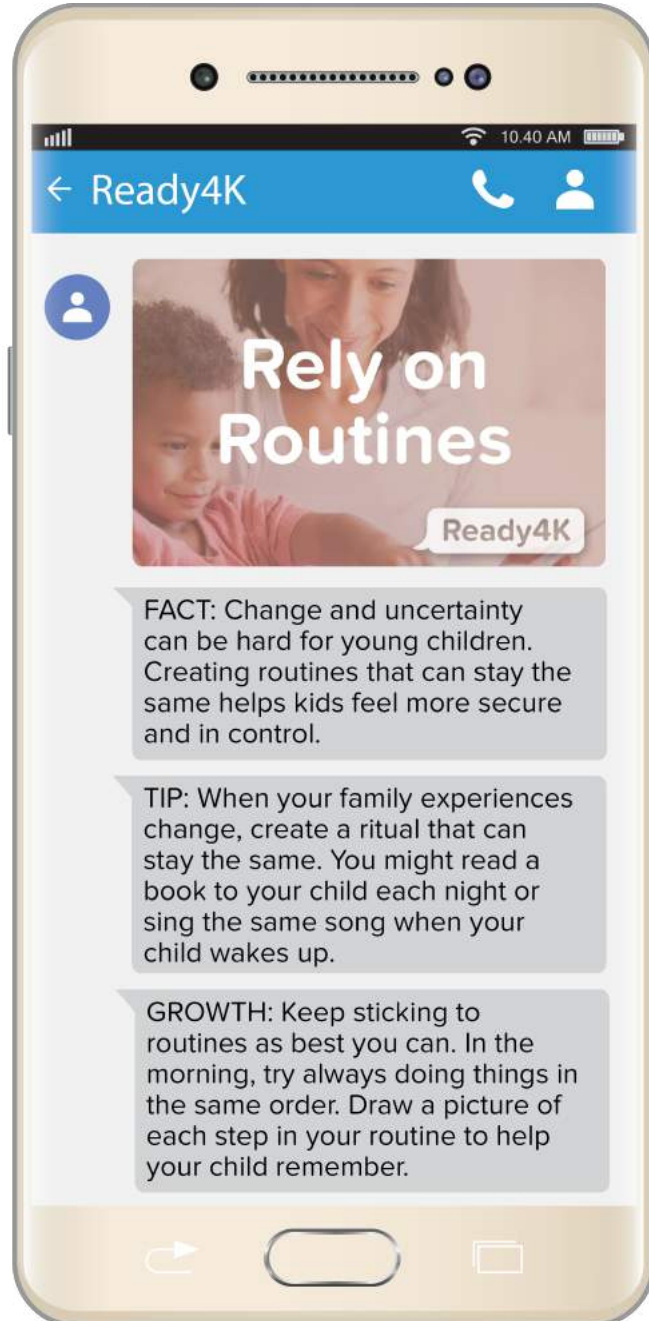 10.40 AM
Ready4K
Rely on
Routines
Ready4K
FACT: Change and uncertainty
can be hard for young children.
Creating routines that can stay the
same helps kids feel more secure
and in control.
TIP: When your family experiences
change, create a ritual that can
stay the same. You might read a
book to your child each night or
sing the same song when your
child wakes up.
GROWTH: Keep sticking to
routines as best you can. In the
morning, try always doing things in
the same order. Draw a picture of
each step in your routine to help
your child remember.